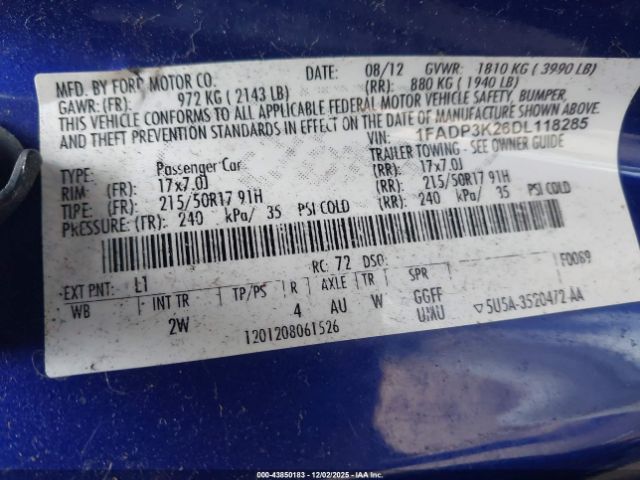 MFD. BY FORD MOTOR CO. DATE: 08/12 GVWR: 1810 KG (3990 LB)
GAWR: (FR): 972 KG (2143 LB) (RR): 880 KG (1940 LB)
THIS VEHICLE CONFORMS TO ALL APPLICABLE FEDERAL MOTOR VEHICLE SAFETY, BUMPER,
AND THEFT PREVENTION STANDARDS IN EFFECT ON THE DATE OF MANUFACTURE SHOWN ABOVE.
VIN: 1FADP3K28DL118285
TYPE: Passenger Car TRAILER TOWING - SEE OWNER GUIDE
RIM (FR): 17x7.0J (RR): 17x7.0J
TIRE: (FR): 215/50R17 91H (RR): 215/50R17 91H
PRESSURE: (FR): 240 kPa/ 35 PSI COLD (RR): 240 kPa/ 35 PSI COLD
RC: 72 DSO: F0089
EXT PNT: L1
WB INT TR TP/PS R AXLE TR SPR
2W 4 AU W GGFF
UUXU
1201208061526 ▽5U5A-3520472-AA
© IAA - 43850183 - 12/02/2025 - IAAI.COM